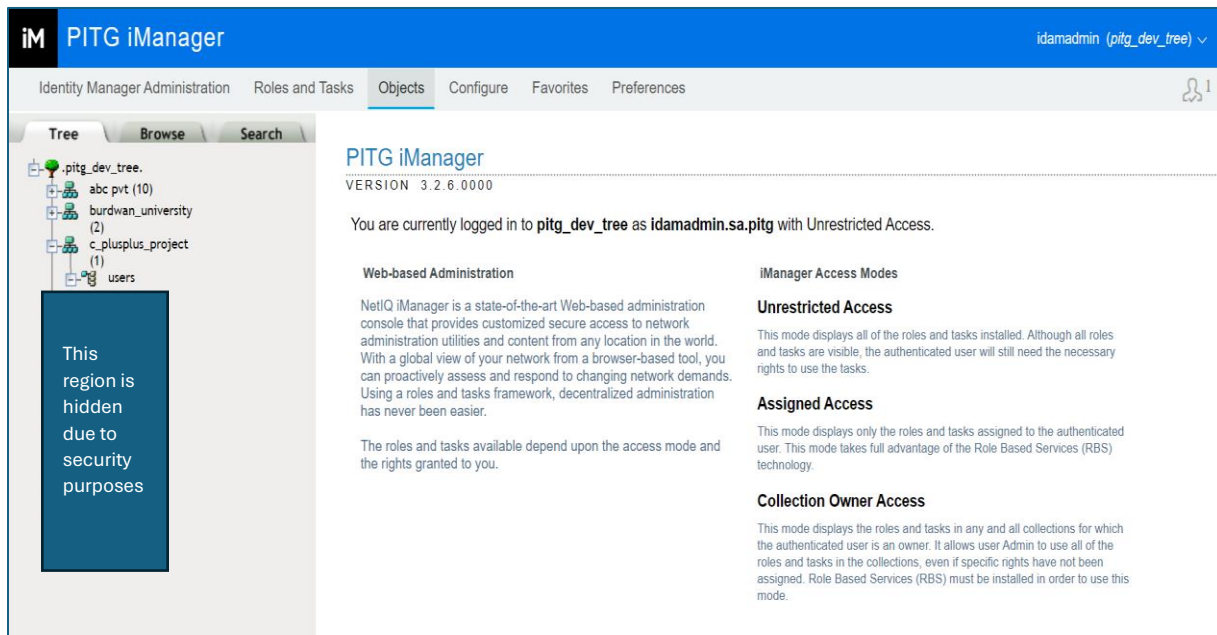 iM PITG iManager
idamadmin (pitg_dev_tree)
Identity Manager Administration Roles and Tasks Objects Configure Favorites Preferences
1
Tree Browse Search
.pitg_dev_tree.
abc pvt (10)
burdwan_university
(2)
c_plusplus_project
(1)
users
This
region is
hidden
due to
security
purposes
PITG iManager
VERSION 3.2.6.0000
You are currently logged in to pitg_dev_tree as idamadmin.sa.pitg with Unrestricted Access.
Web-based Administration
NetIQ iManager is a state-of-the-art Web-based administration
console that provides customized secure access to network
administration utilities and content from any location in the world.
With a global view of your network from a browser-based tool, you
can proactively assess and respond to changing network demands.
Using a roles and tasks framework, decentralized administration
has never been easier.
The roles and tasks available depend upon the access mode and
the rights granted to you.
iManager Access Modes
Unrestricted Access
This mode displays all of the roles and tasks installed. Although all roles
and tasks are visible, the authenticated user will still need the necessary
rights to use the tasks.
Assigned Access
This mode displays only the roles and tasks assigned to the authenticated
user. This mode takes full advantage of the Role Based Services (RBS)
technology.
Collection Owner Access
This mode displays the roles and tasks in any and all collections for which
the authenticated user is an owner. It allows user Admin to use all of the
roles and tasks in the collections, even if specific rights have not been
assigned. Role Based Services (RBS) must be installed in order to use this
mode.